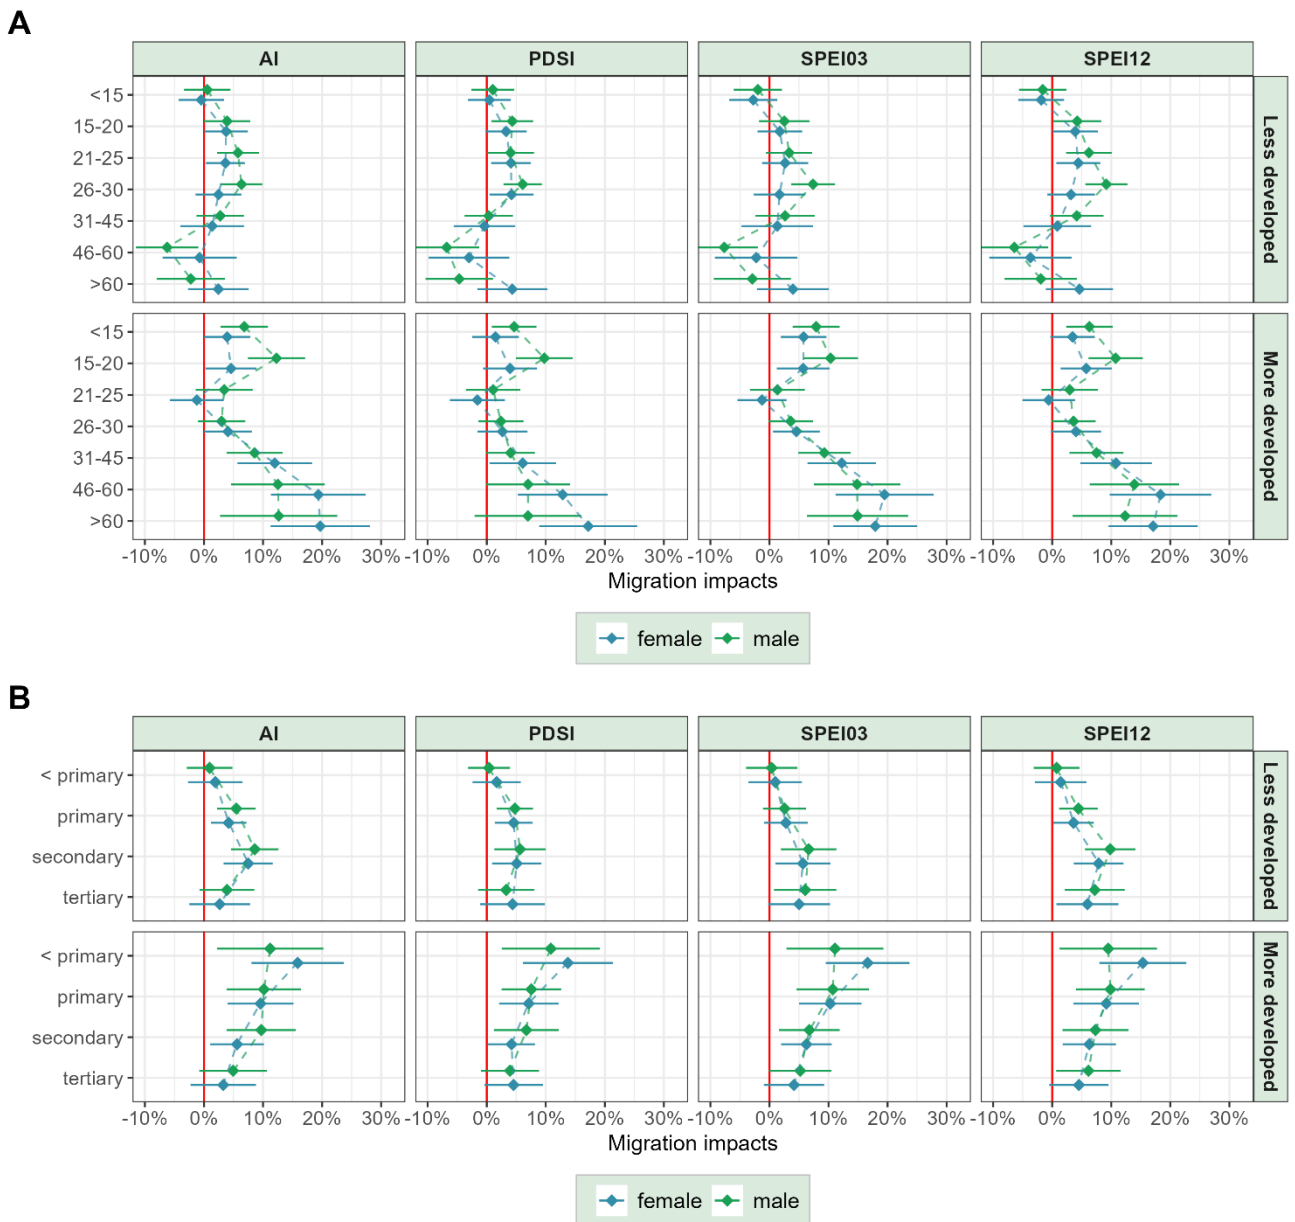 A
AI PDSI SPEI03 SPEI12
<15
15-20
21-25
26-30
31-45
46-60
>60
Less developed
<15
15-20
21-25
26-30
31-45
46-60
>60
More developed
-10% 0% 10% 20% 30% -10% 0% 10% 20% 30% -10% 0% 10% 20% 30% -10% 0% 10% 20% 30%
Migration impacts
female male
B
AI PDSI SPEI03 SPEI12
< primary
primary
secondary
tertiary
Less developed
< primary
primary
secondary
tertiary
More developed
-10% 0% 10% 20% 30% -10% 0% 10% 20% 30% -10% 0% 10% 20% 30% -10% 0% 10% 20% 30%
Migration impacts
female male